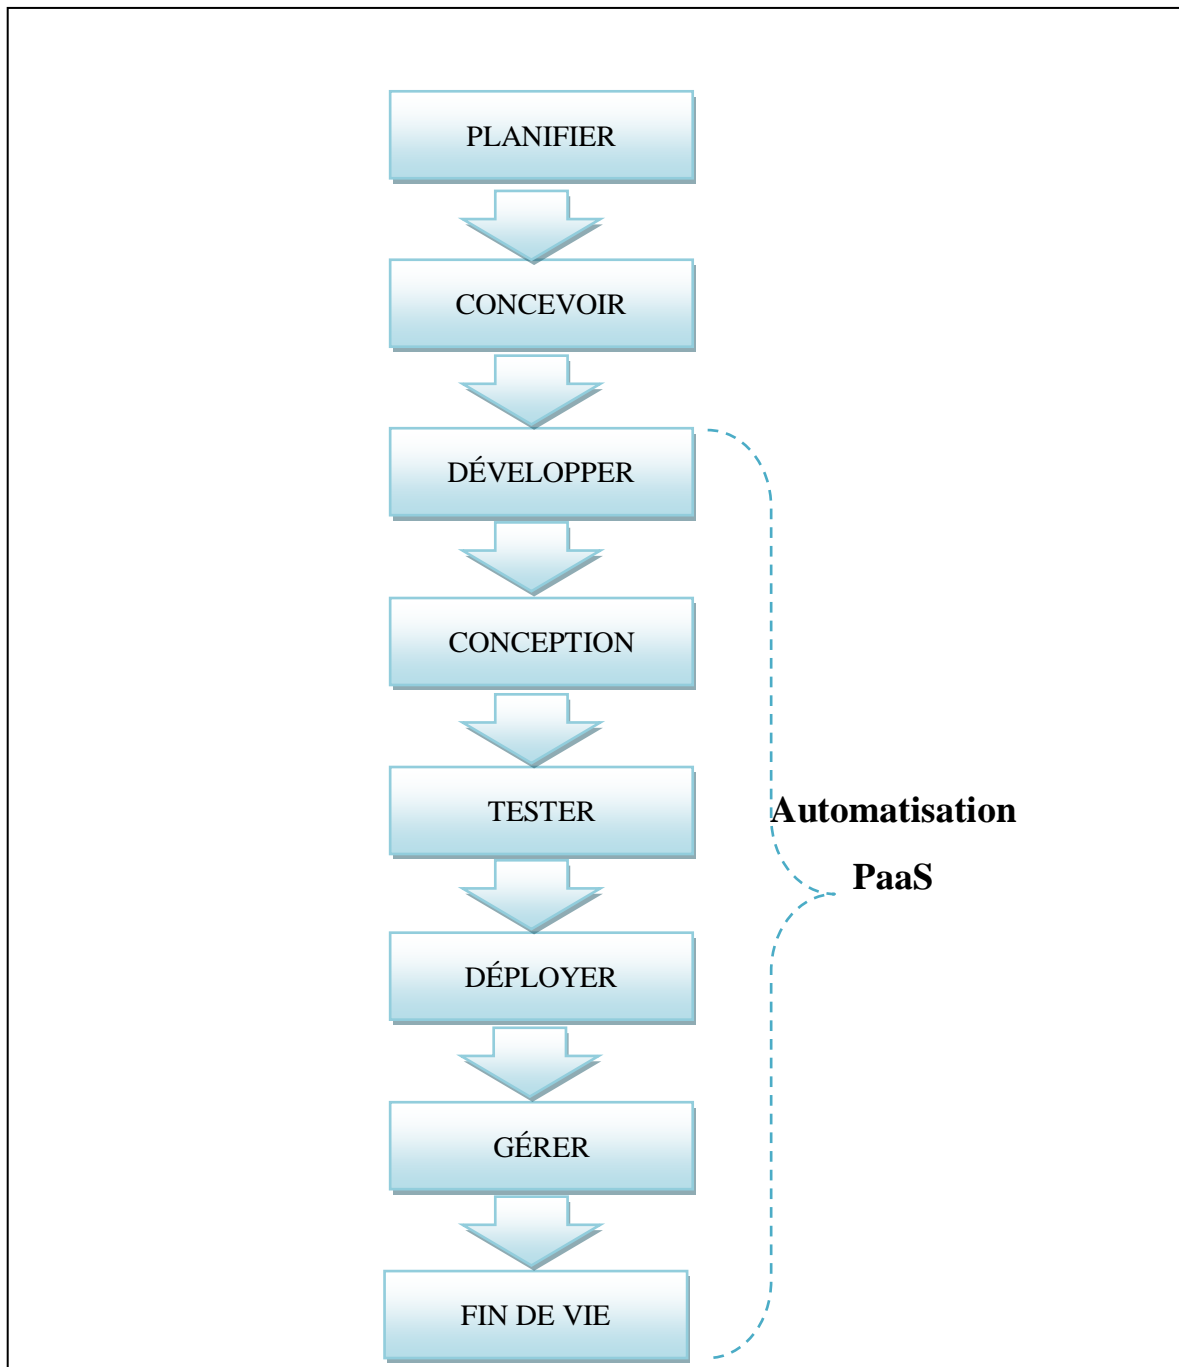 PLANIFIER
CONCEVOIR
DÉVELOPPER
CONCEPTION
TESTER
Automatisation
PaaS
DÉPLOYER
GÉRER
FIN DE VIE